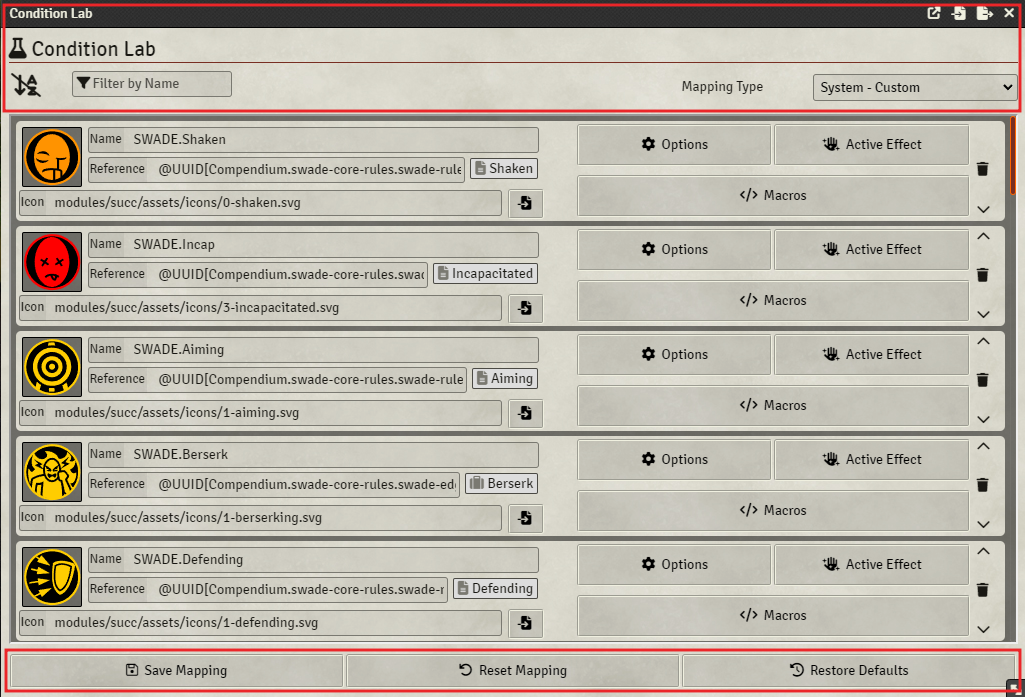 Condition Lab
Condition Lab
Filter by Name
Mapping Type
System - Custom
Name SWADE.Shaken
Reference @UUID[Compendium.swade-core-rules.swade-rule Shaken
Icon modules/succ/assets/icons/0-shaken.svg
Options
Active Effect
</> Macros
Name SWADE.Incap
Reference @UUID[Compendium.swade-core-rules.swad Incapacitated
Icon modules/succ/assets/icons/3-incapacitated.svg
Options
Active Effect
</> Macros
Name SWADE.Aiming
Reference @UUID[Compendium.swade-core-rules.swade-rule Aiming
Icon modules/succ/assets/icons/1-aiming.svg
Options
Active Effect
</> Macros
Name SWADE.Berserk
Reference @UUID[Compendium.swade-core-rules.swade-ed Berserk
Icon modules/succ/assets/icons/1-berserking.svg
Options
Active Effect
</> Macros
Name SWADE.Defending
Reference @UUID[Compendium.swade-core-rules.swade-r Defending
Icon modules/succ/assets/icons/1-defending.svg
Options
Active Effect
</> Macros
Save Mapping
Reset Mapping
Restore Defaults